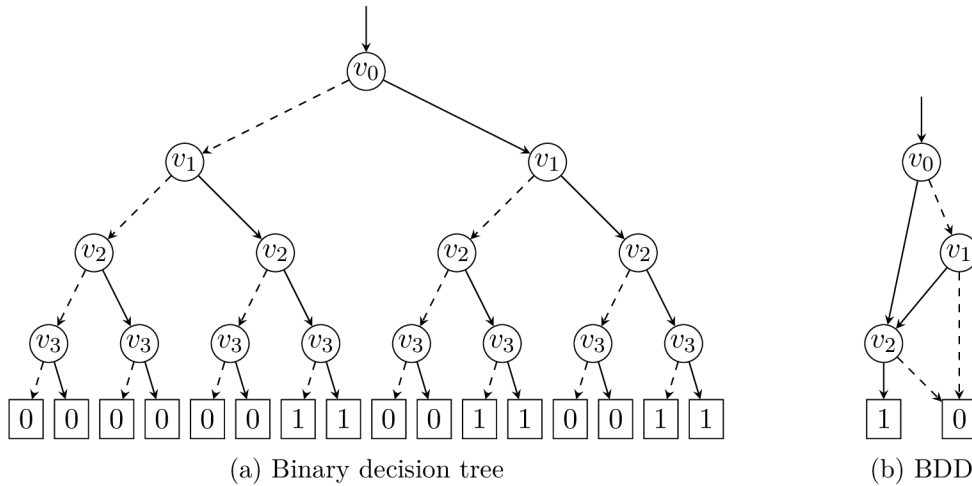 v₀
v₁ v₁
v₀
v₂ v₂ v₂ v₂
v₁
v₃ v₃ v₃ v₃ v₃ v₃ v₃ v₃
v₂
0 0 0 0 0 0 1 1 0 0 1 1 0 0 1 1
1 0
(a) Binary decision tree
(b) BDD